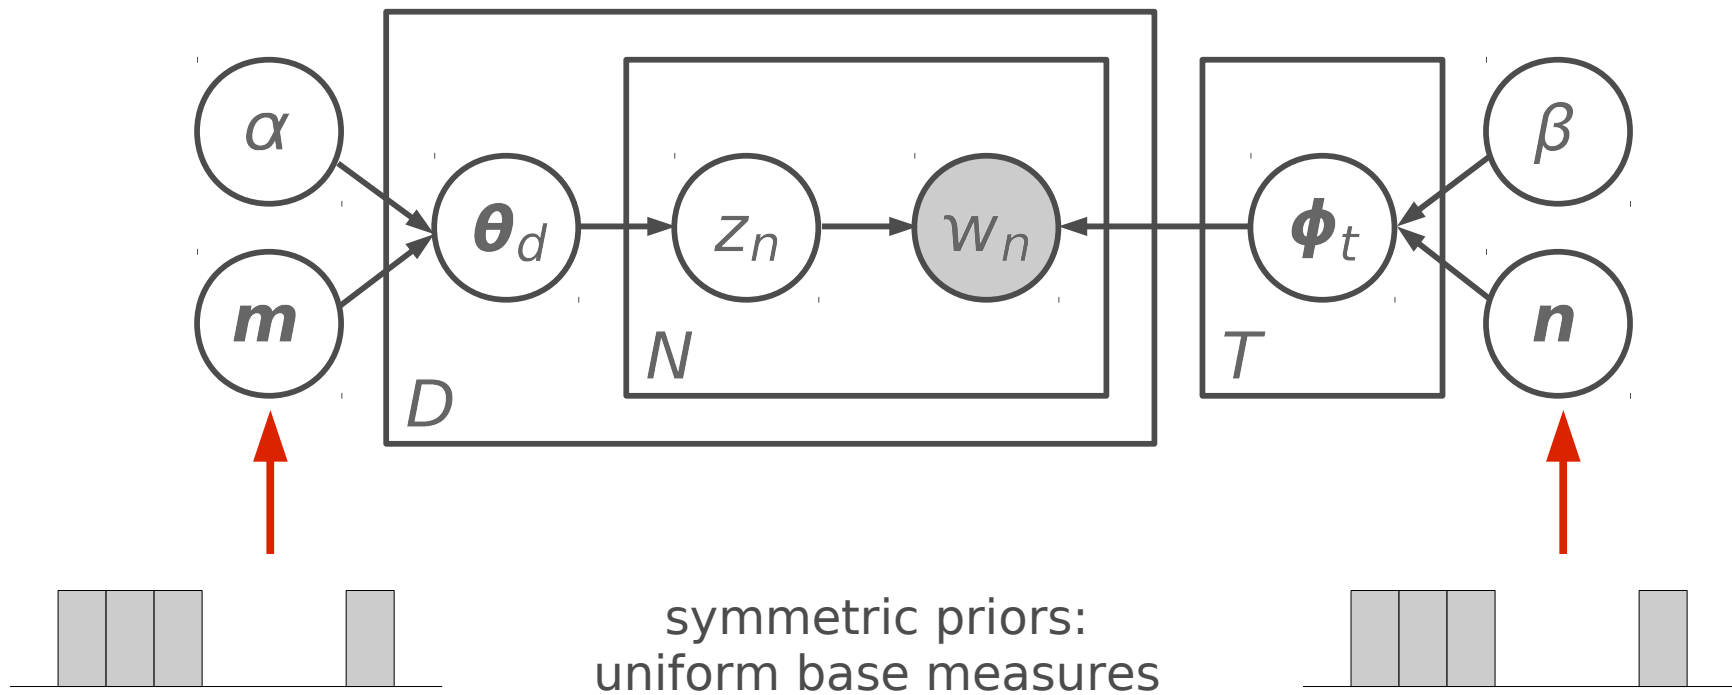 α
β
θd
zn
wn
ϕt
m
n
N
T
D
symmetric priors:
uniform base measures